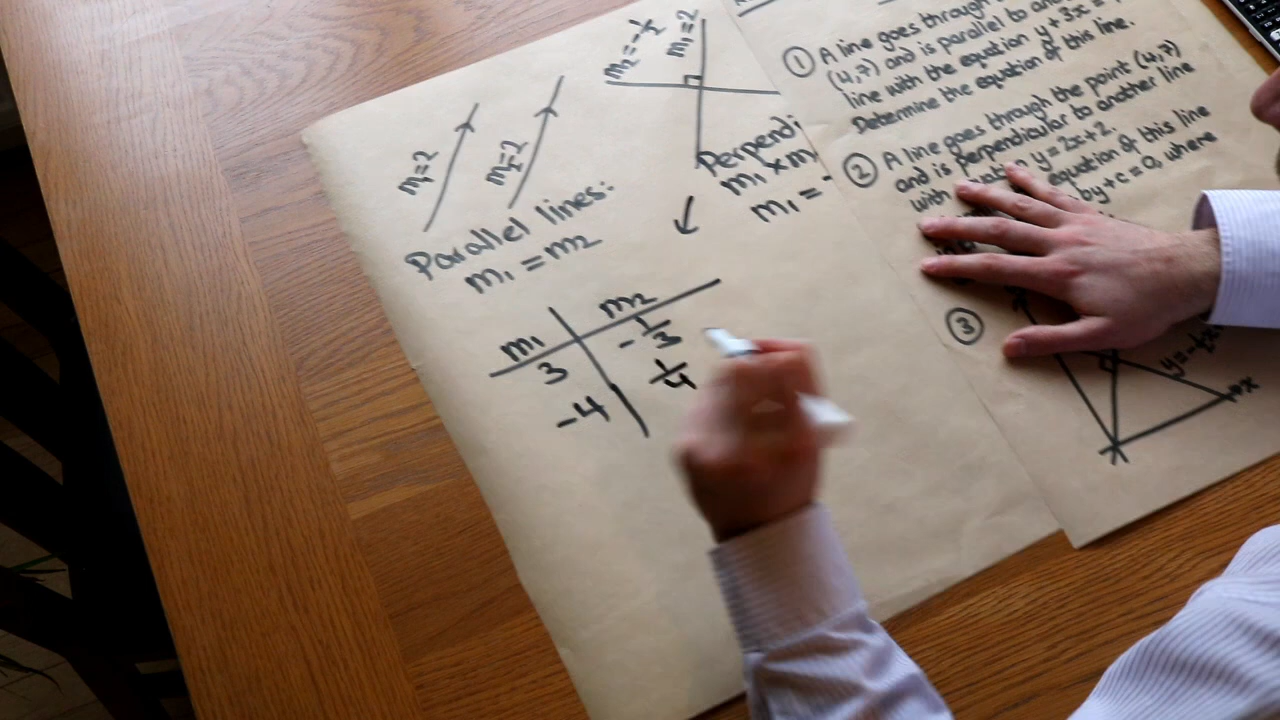 m₁=2
m₂=2
Parallel lines:
m₁ = m₂
m₂=-½
m₁=2
Perpendi
m₁ × m
m₁ = -
m₁ m₂
3 -1/3
-4 1/4
① A line goes through
(4,7) and is parallel to
line with the equation y + 3x =
Determine the equation of this line.
② A line goes through the point (4,7)
and is perpendicular to another line
with y=2x+2.
equation of this line
by + c = 0, where
③
x